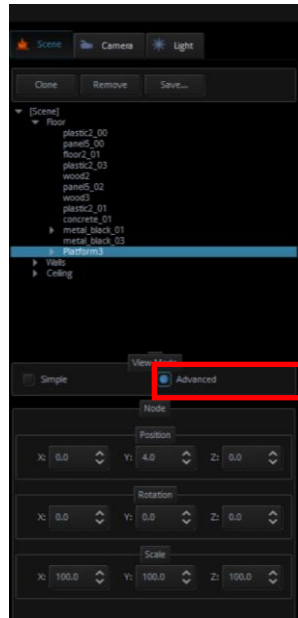 Scene Camera Light
Clone Remove Save...
[Scene]
Floor
plastic2_00
panel5_00
floor2_01
plastic2_03
wood2
panel5_02
wood3
plastic2_01
concrete_01
metal_black_01
metal_black_03
Platform3
Walls
Ceiling
View Mode
Simple Advanced
Node
Position
X: 0.0 Y: 4.0 Z: 0.0
Rotation
X: 0.0 Y: 0.0 Z: 0.0
Scale
X: 100.0 Y: 100.0 Z: 100.0